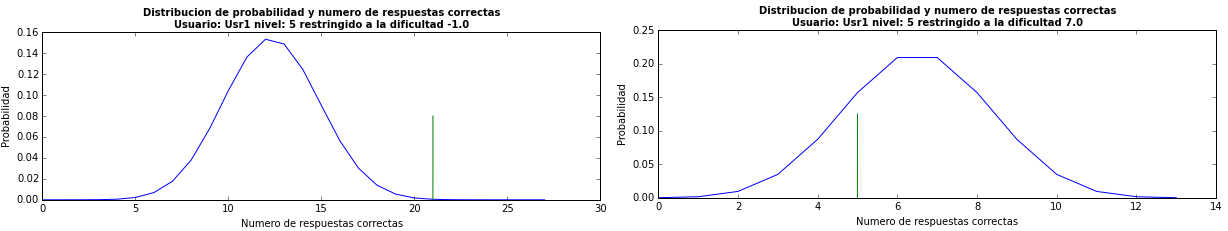 Distribucion de probabilidad y numero de respuestas correctas
Usuario: Usr1 nivel: 5 restringido a la dificultad -1.0
0.16
0.14
0.12
0.10
0.08
0.06
0.04
0.02
0.00
Probabilidad
0 5 10 15 20 25 30
Numero de respuestas correctas
Distribucion de probabilidad y numero de respuestas correctas
Usuario: Usr1 nivel: 5 restringido a la dificultad 7.0
0.25
0.20
0.15
0.10
0.05
0.00
Probabilidad
0 2 4 6 8 10 12 14
Numero de respuestas correctas